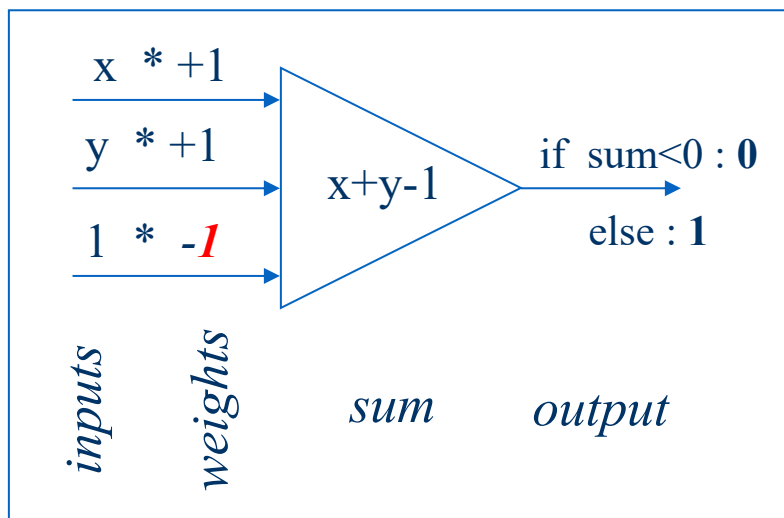 x * +1
y * +1
1 * -1
x+y-1
if sum<0 : 0
else : 1
inputs
weights
sum
output